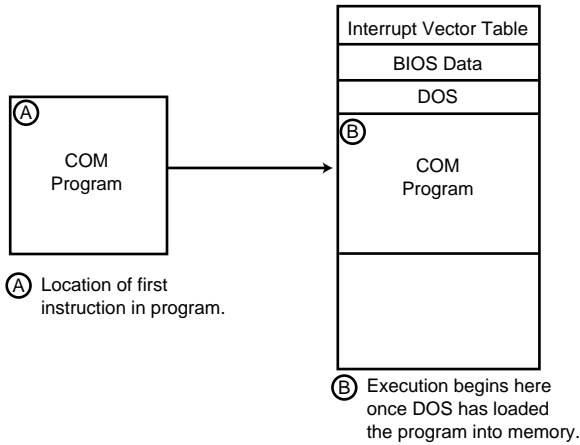 Interrupt Vector Table
BIOS Data
DOS
A
B
COM
Program
COM
Program
A Location of first
instruction in program.
B Execution begins here
once DOS has loaded
the program into memory.